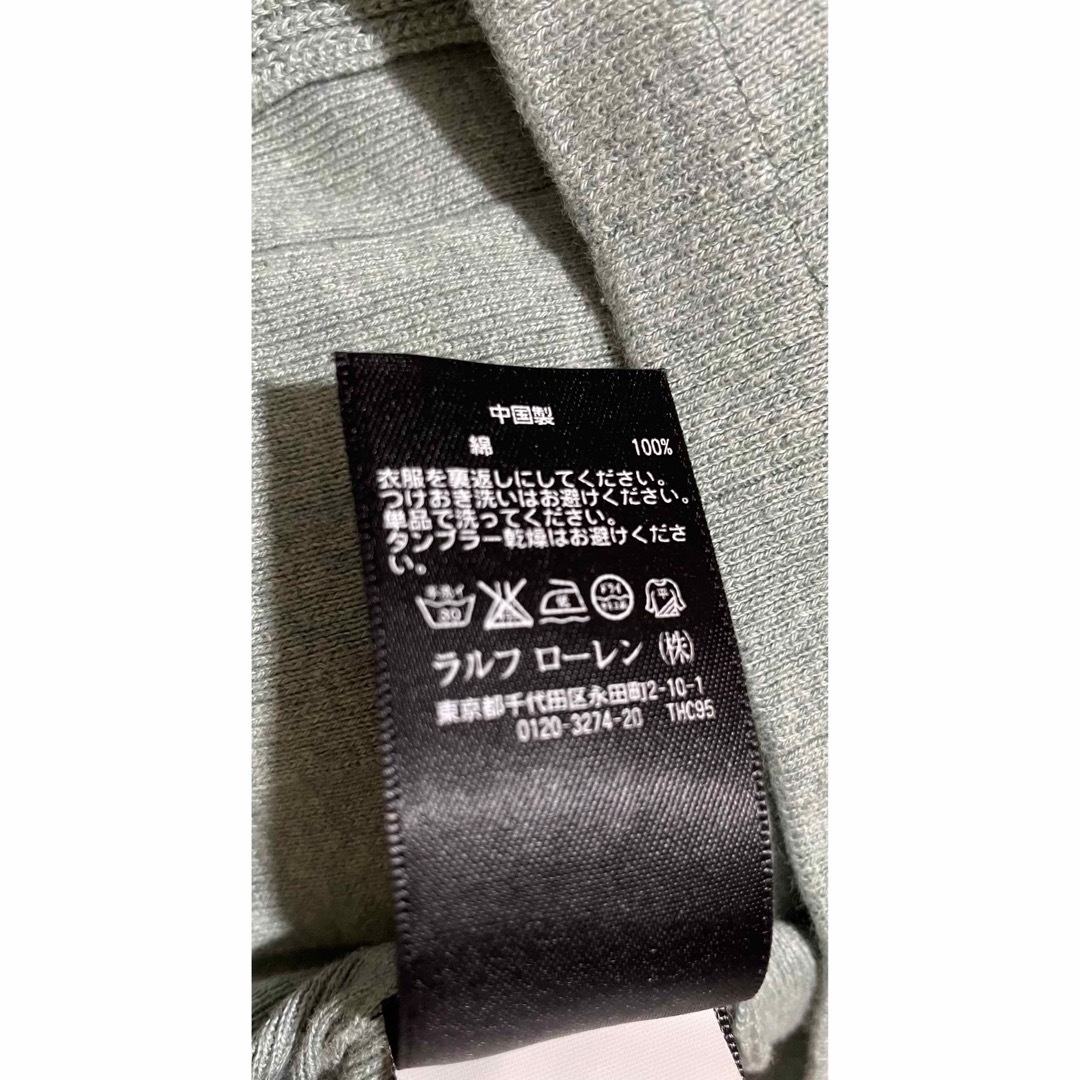 中国製
綿 100%
衣服を裏返しにしてください。
つけおき洗いはお避けください。
単品で洗ってください。
タンブラー乾燥はお避けくださ
い。
ラルフ ローレン (株)
東京都千代田区永田町2-10-1
0120-3274-20 THC95